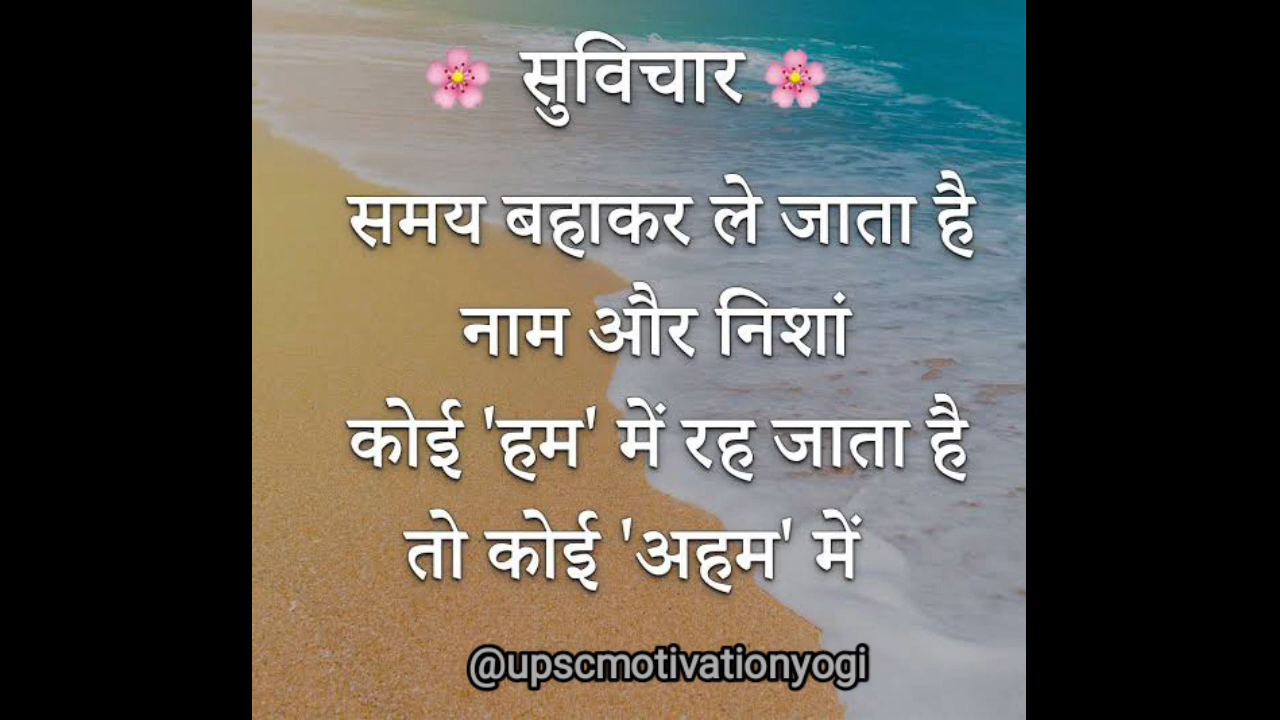 🌸 सुविचार 🌸
समय बहाकर ले जाता है
नाम और निशां
कोई 'हम' में रह जाता है
तो कोई 'अहम' में
@upscmotivationyogi